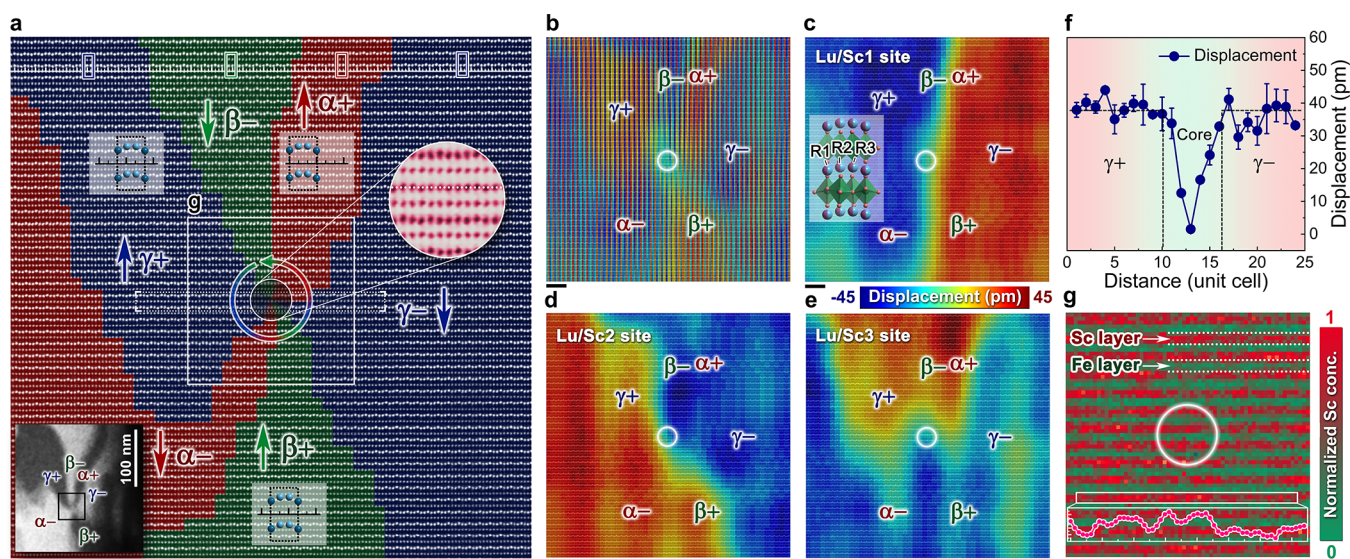 a
β−
α+
γ+
g
γ−
α−
β+
β−
γ+ α+
γ−
α−
β+
100 nm
b
β− α+
γ+
γ−
α−
β+
c
Lu/Sc1 site
β− α+
γ+
R1 R2 R3
γ−
α−
β+
-45 Displacement (pm) 45
d
Lu/Sc2 site
β− α+
γ+
γ−
α−
β+
e
Lu/Sc3 site
β− α+
γ+
γ−
α−
β+
f
Displacement
Core
γ+
γ−
60
50
40
30
20
10
0
Displacement (pm)
0 5 10 15 20 25
Distance (unit cell)
g
Sc layer
Fe layer
1
Normalized Sc conc.
0